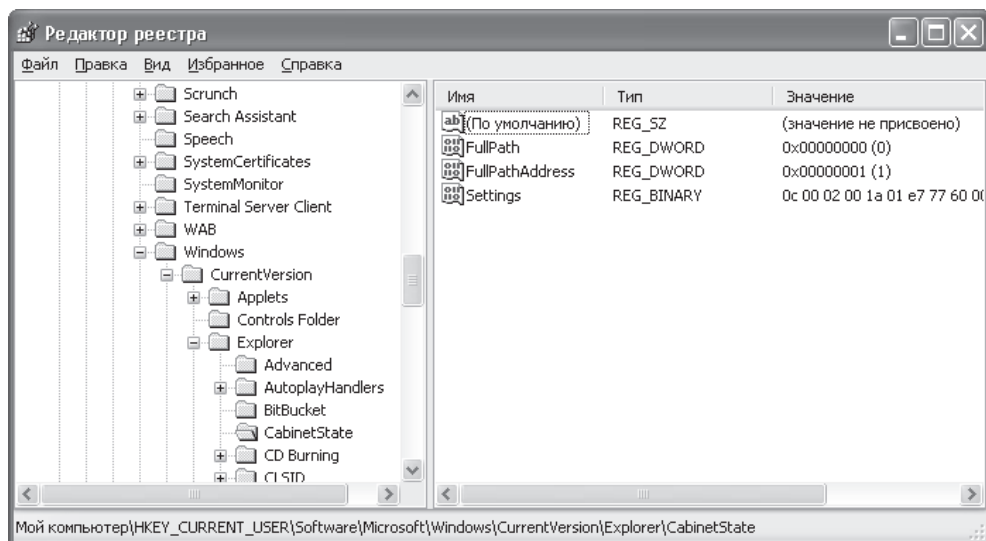 Редактор реестра
Файл Правка Вид Избранное Справка
Scrunch
Search Assistant
Speech
SystemCertificates
SystemMonitor
Terminal Server Client
WAB
Windows
CurrentVersion
Applets
Controls Folder
Explorer
Advanced
AutoplayHandlers
BitBucket
CabinetState
CD Burning
CLSID
Имя Тип Значение
(По умолчанию) REG_SZ (значение не присвоено)
FullPath REG_DWORD 0x00000000 (0)
FullPathAddress REG_DWORD 0x00000001 (1)
Settings REG_BINARY 0c 00 02 00 1a 01 e7 77 60 00
Мой компьютер\HKEY_CURRENT_USER\Software\Microsoft\Windows\CurrentVersion\Explorer\CabinetState